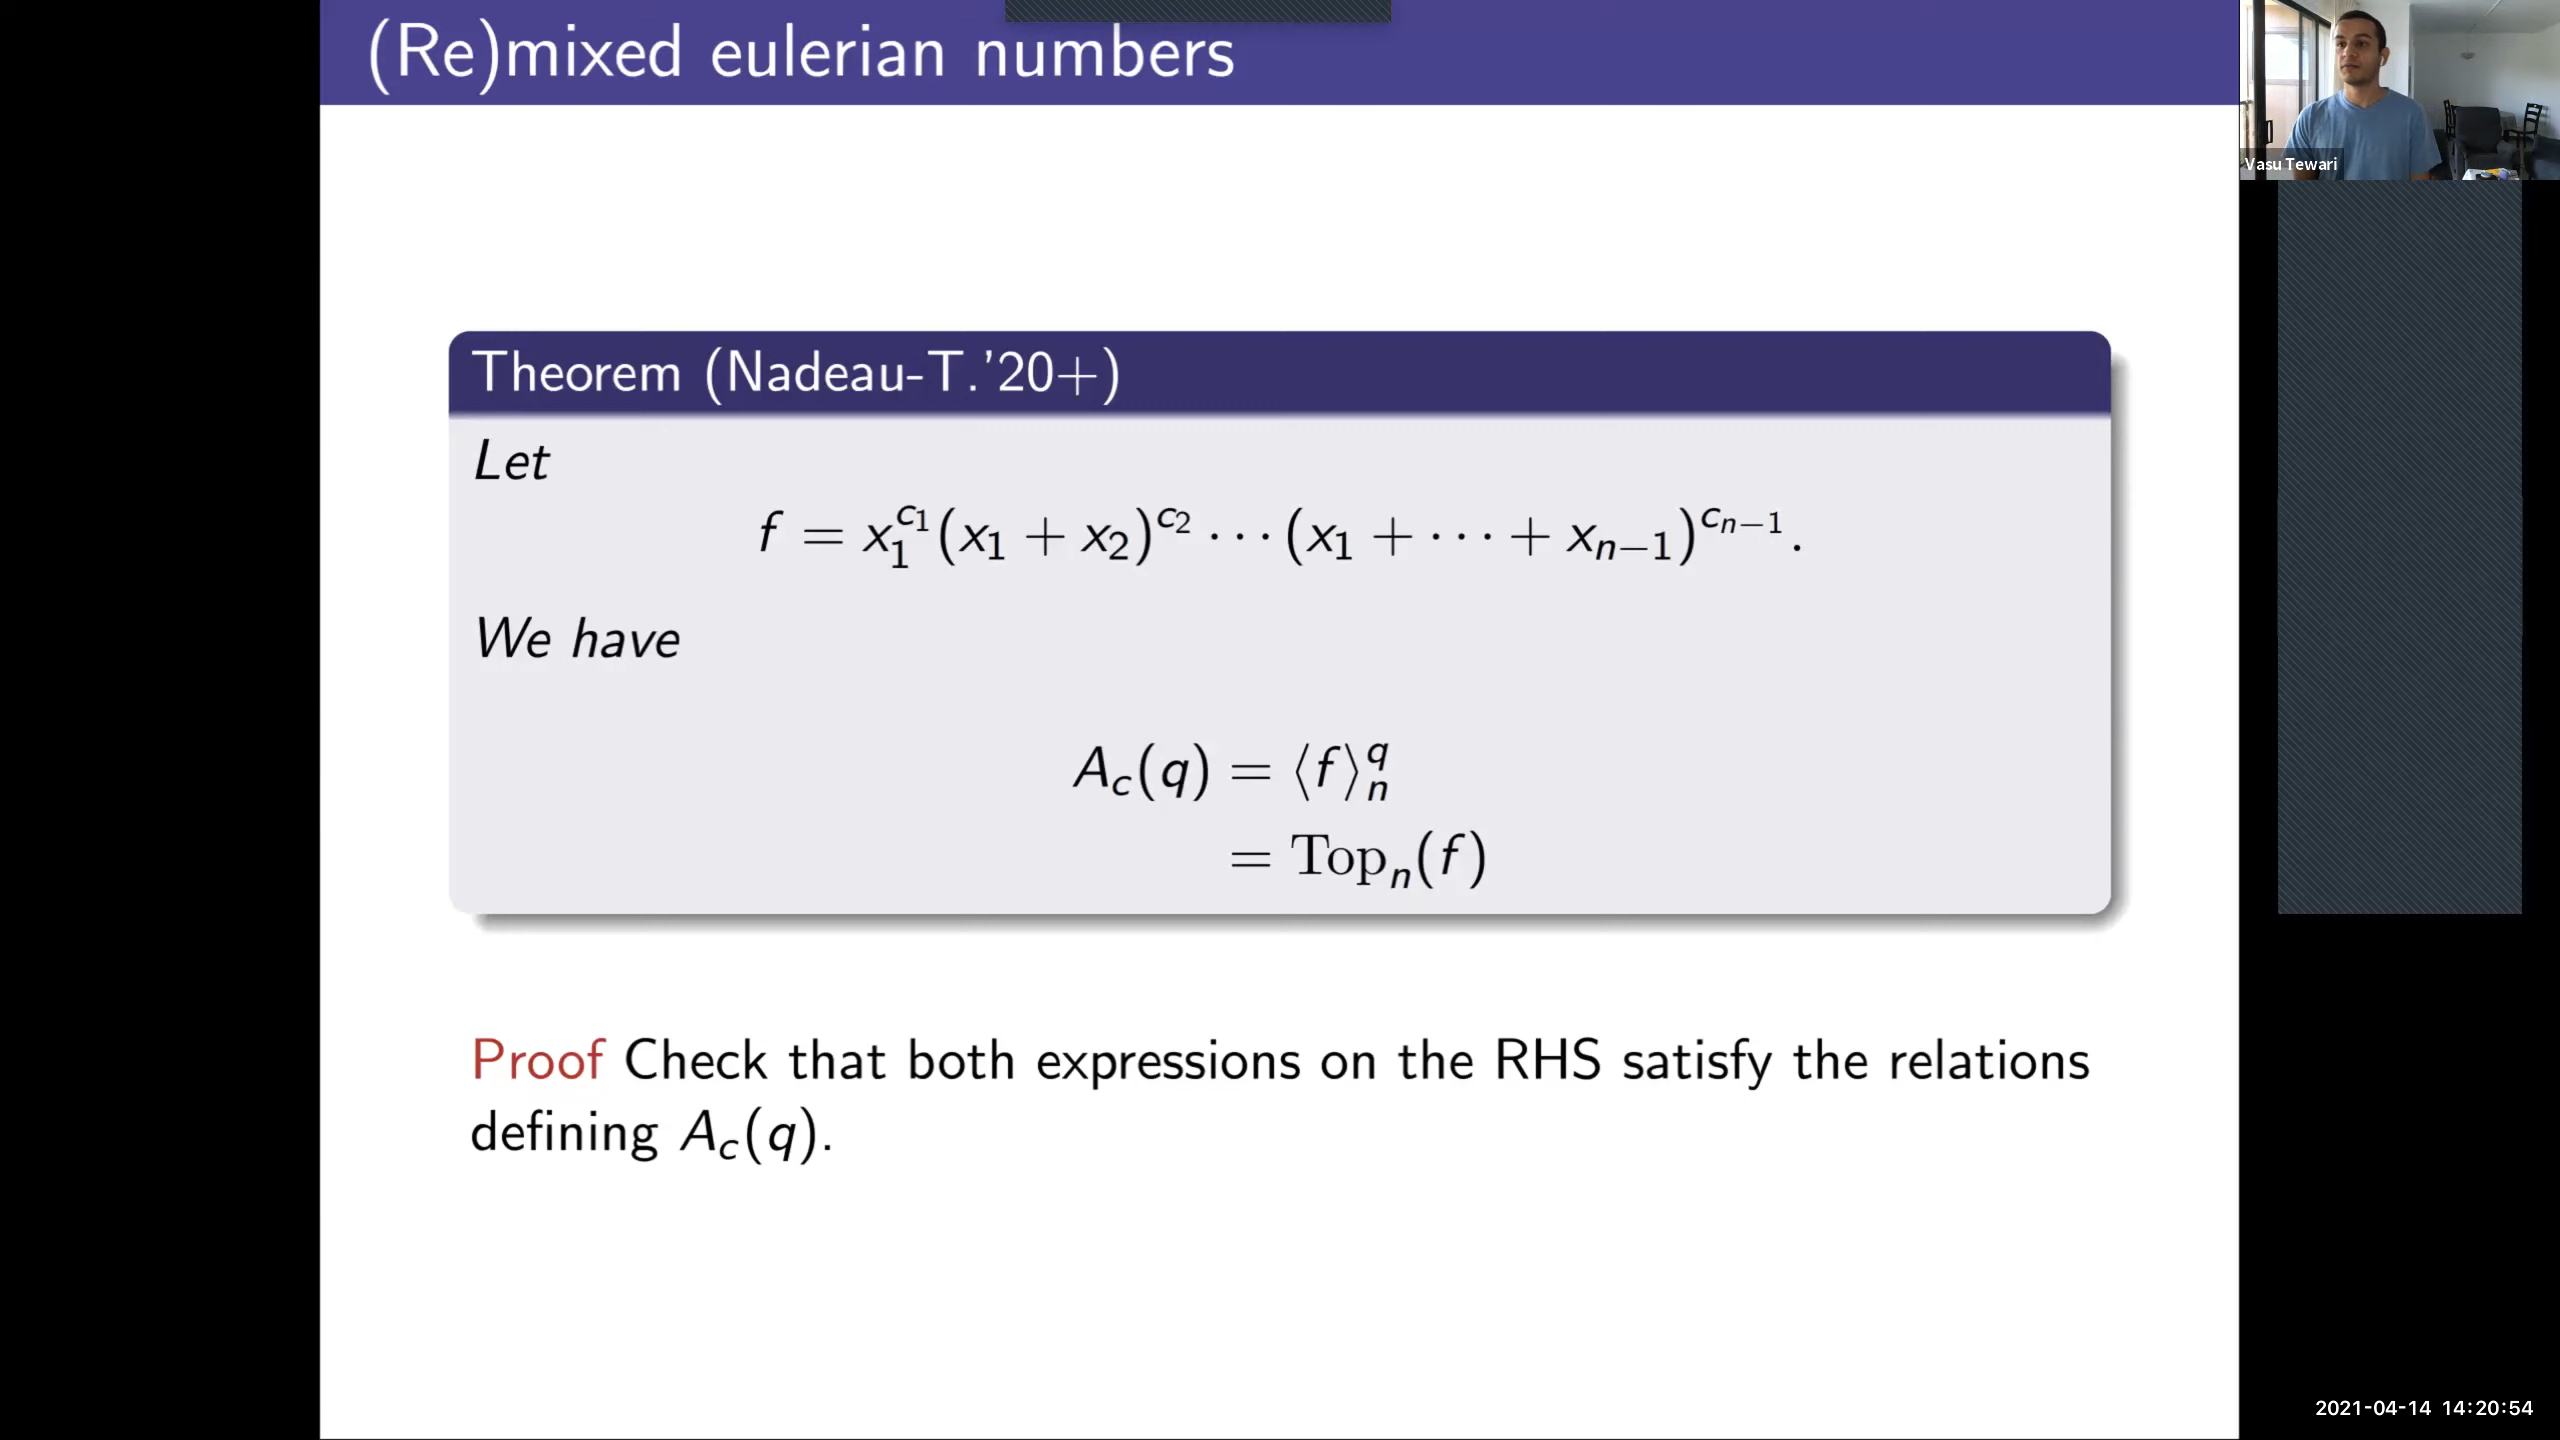 (Re)mixed eulerian numbers
Vasu Tewari
Theorem (Nadeau-T.'20+)
Let
f = x_1^{c_1}(x_1 + x_2)^{c_2} ⋯ (x_1 + ⋯ + x_{n−1})^{c_{n−1}}.
We have
A_c(q) = ⟨f⟩_n^q
= Top_n(f)
Proof Check that both expressions on the RHS satisfy the relations
defining A_c(q).
2021-04-14 14:20:54